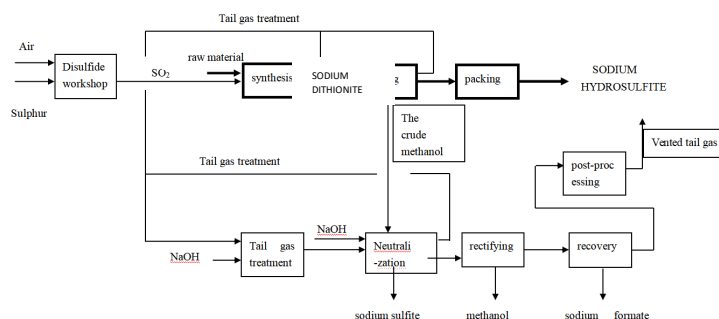 Tail gas treatment
Air
Disulfide
workshop
SO2
raw material
synthesis
SODIUM
DITHIONITE
g
packing
SODIUM
HYDROSULFITE
Sulphur
The
crude
methanol
Vented tail gas
Tail gas treatment
post-proc
essing
NaOH
NaOH
Tail gas
treatment
Neutrali
-zation
rectifying
recovery
sodium sulfite
methanol
sodium formate